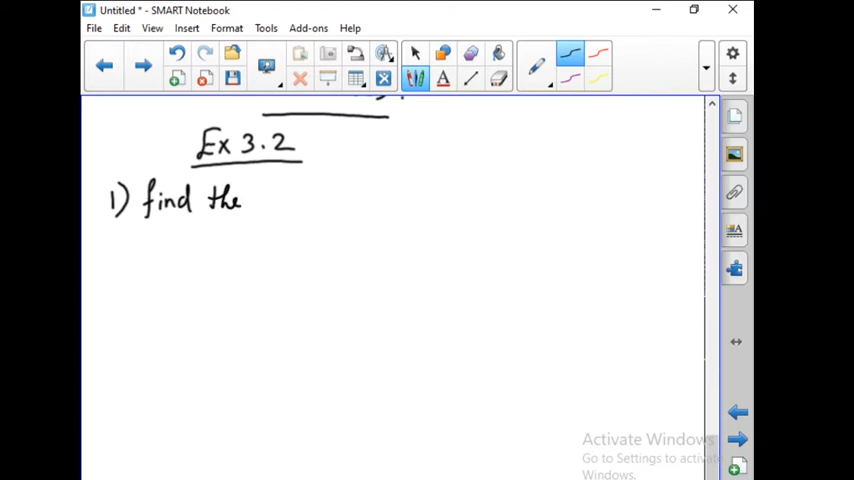 Untitled * - SMART Notebook
File Edit View Insert Format Tools Add-ons Help
Ex 3.2
1) find the
Activate Windows
Go to Settings to activate
Windows.